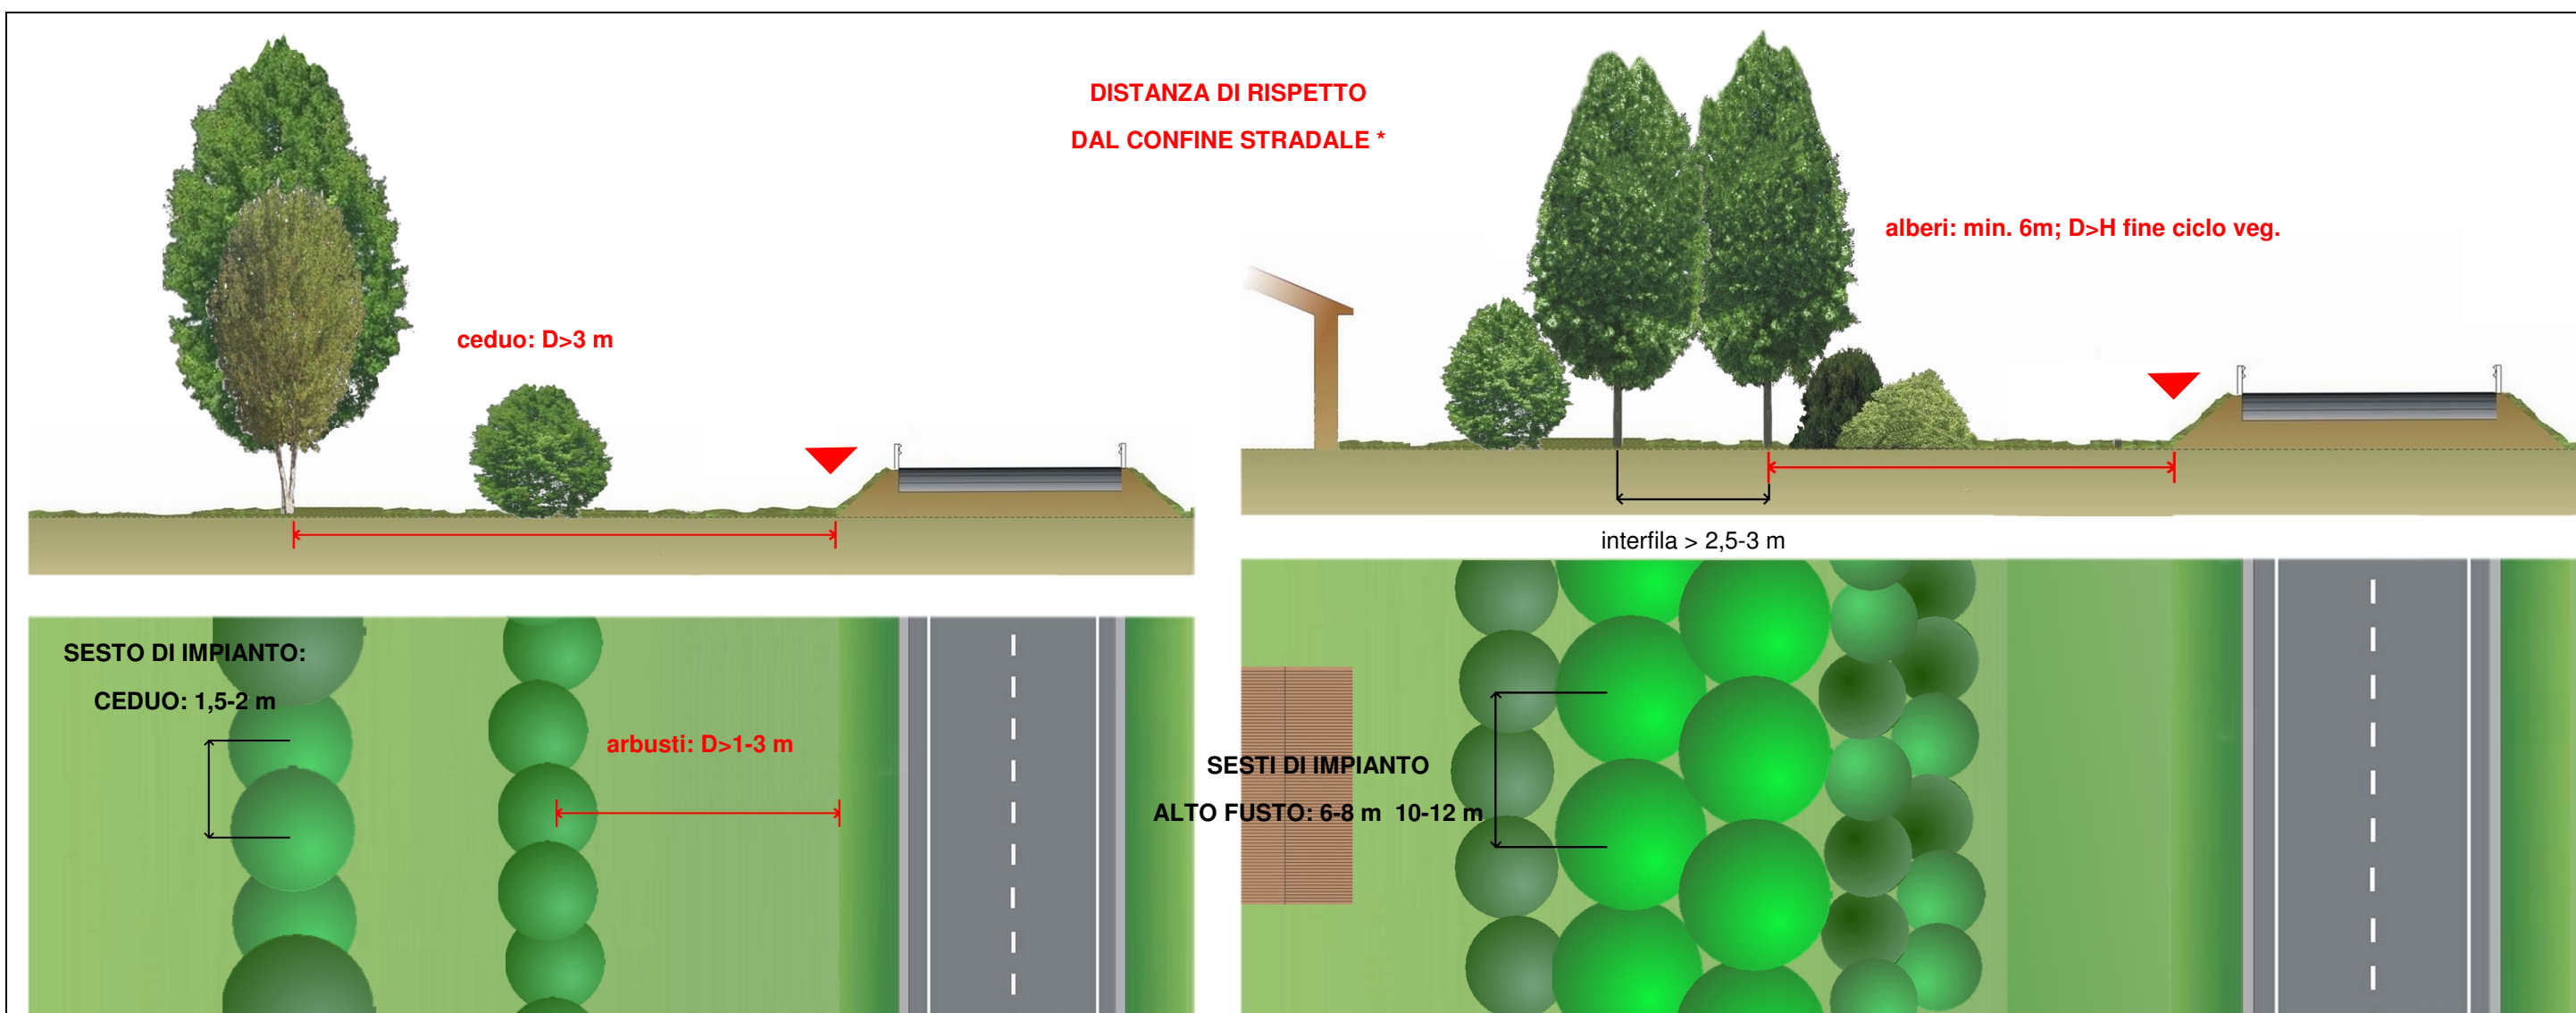 DISTANZA DI RISPETTO
DAL CONFINE STRADALE *
ceduo: D>3 m
alberi: min. 6m; D>H fine ciclo veg.
interfila > 2,5-3 m
SESTO DI IMPIANTO:
CEDUO: 1,5-2 m
arbusti: D>1-3 m
SESTI DI IMPIANTO
ALTO FUSTO: 6-8 m  10-12 m